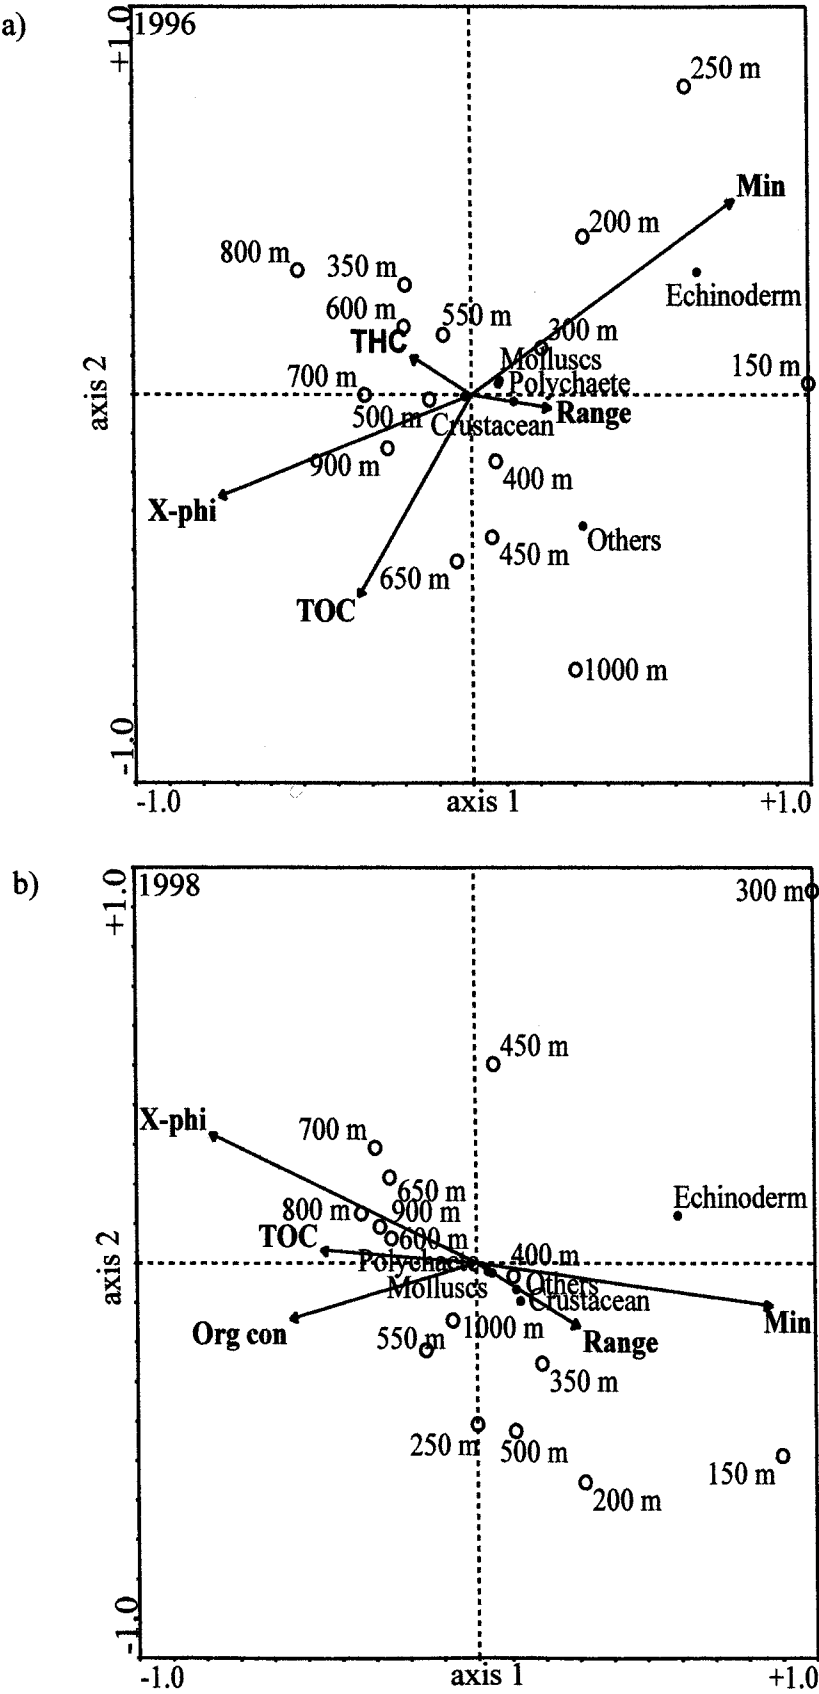 a)
1996
+1.0
250 m
Min
200 m
800 m
350 m
Echinoderm
600 m
550 m
300 m
THC
Molluscs
150 m
700 m
Polychaete
axis 2
500 m
Crustacean
Range
900 m
400 m
X-phi
Others
450 m
650 m
TOC
1000 m
-1.0
-1.0
axis 1
+1.0
b)
1998
+1.0
300 m
450 m
X-phi
700 m
650 m
Echinoderm
800 m
900 m
TOC
600 m
400 m
axis 2
Polychaete
Molluscs
Others
Crustacean
Org con
550 m
1000 m
Range
Min
350 m
250 m
500 m
150 m
200 m
-1.0
-1.0
axis 1
+1.0